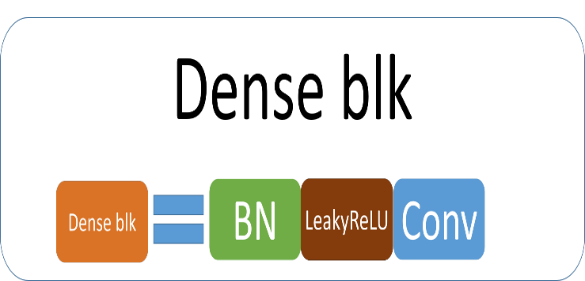 Dense blk
Dense blk = BN LeakyReLU Conv